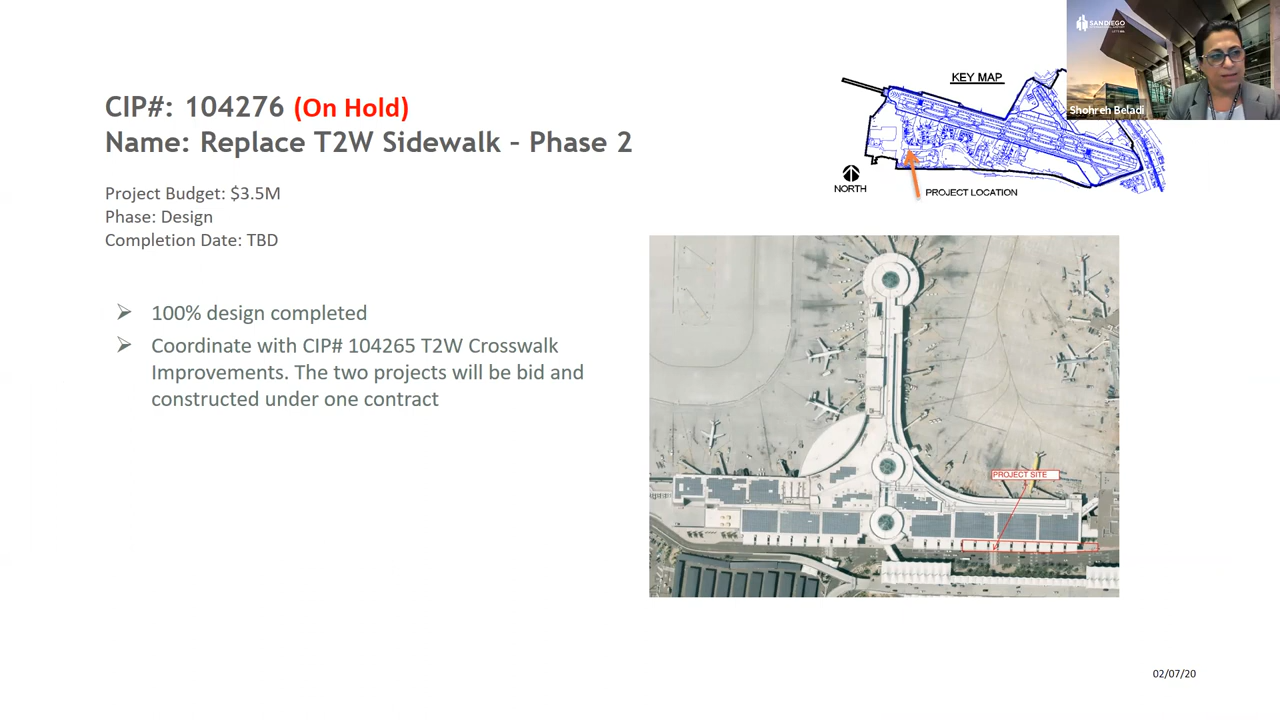 SAN DIEGO
Shohreh Beladi
KEY MAP
NORTH
PROJECT LOCATION
CIP#: 104276 (On Hold)
Name: Replace T2W Sidewalk – Phase 2
Project Budget: $3.5M
Phase: Design
Completion Date: TBD
100% design completed
Coordinate with CIP# 104265 T2W Crosswalk
Improvements. The two projects will be bid and
constructed under one contract
PROJECT SITE
02/07/20